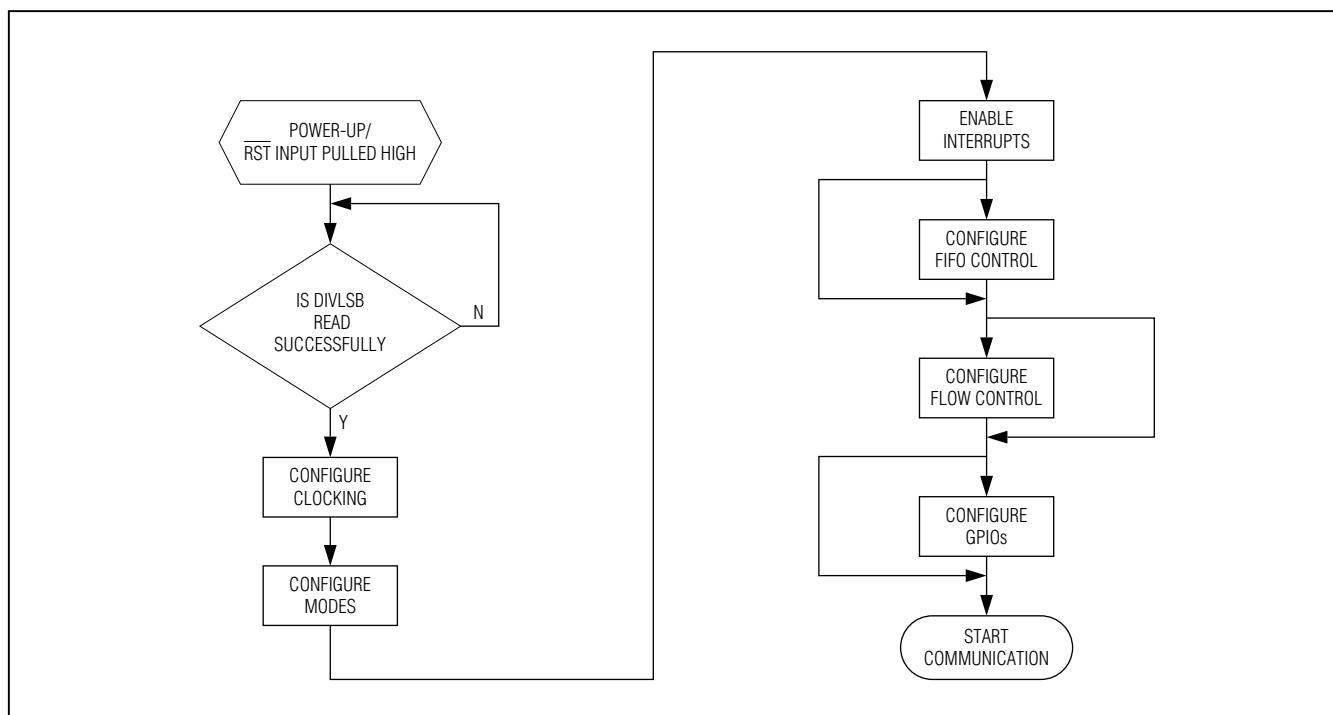 POWER-UP/
RST INPUT PULLED HIGH
IS DIVLSB
READ
SUCCESSFULLY
N
Y
CONFIGURE
CLOCKING
CONFIGURE
MODES
ENABLE
INTERRUPTS
CONFIGURE
FIFO CONTROL
CONFIGURE
FLOW CONTROL
CONFIGURE
GPIOs
START
COMMUNICATION